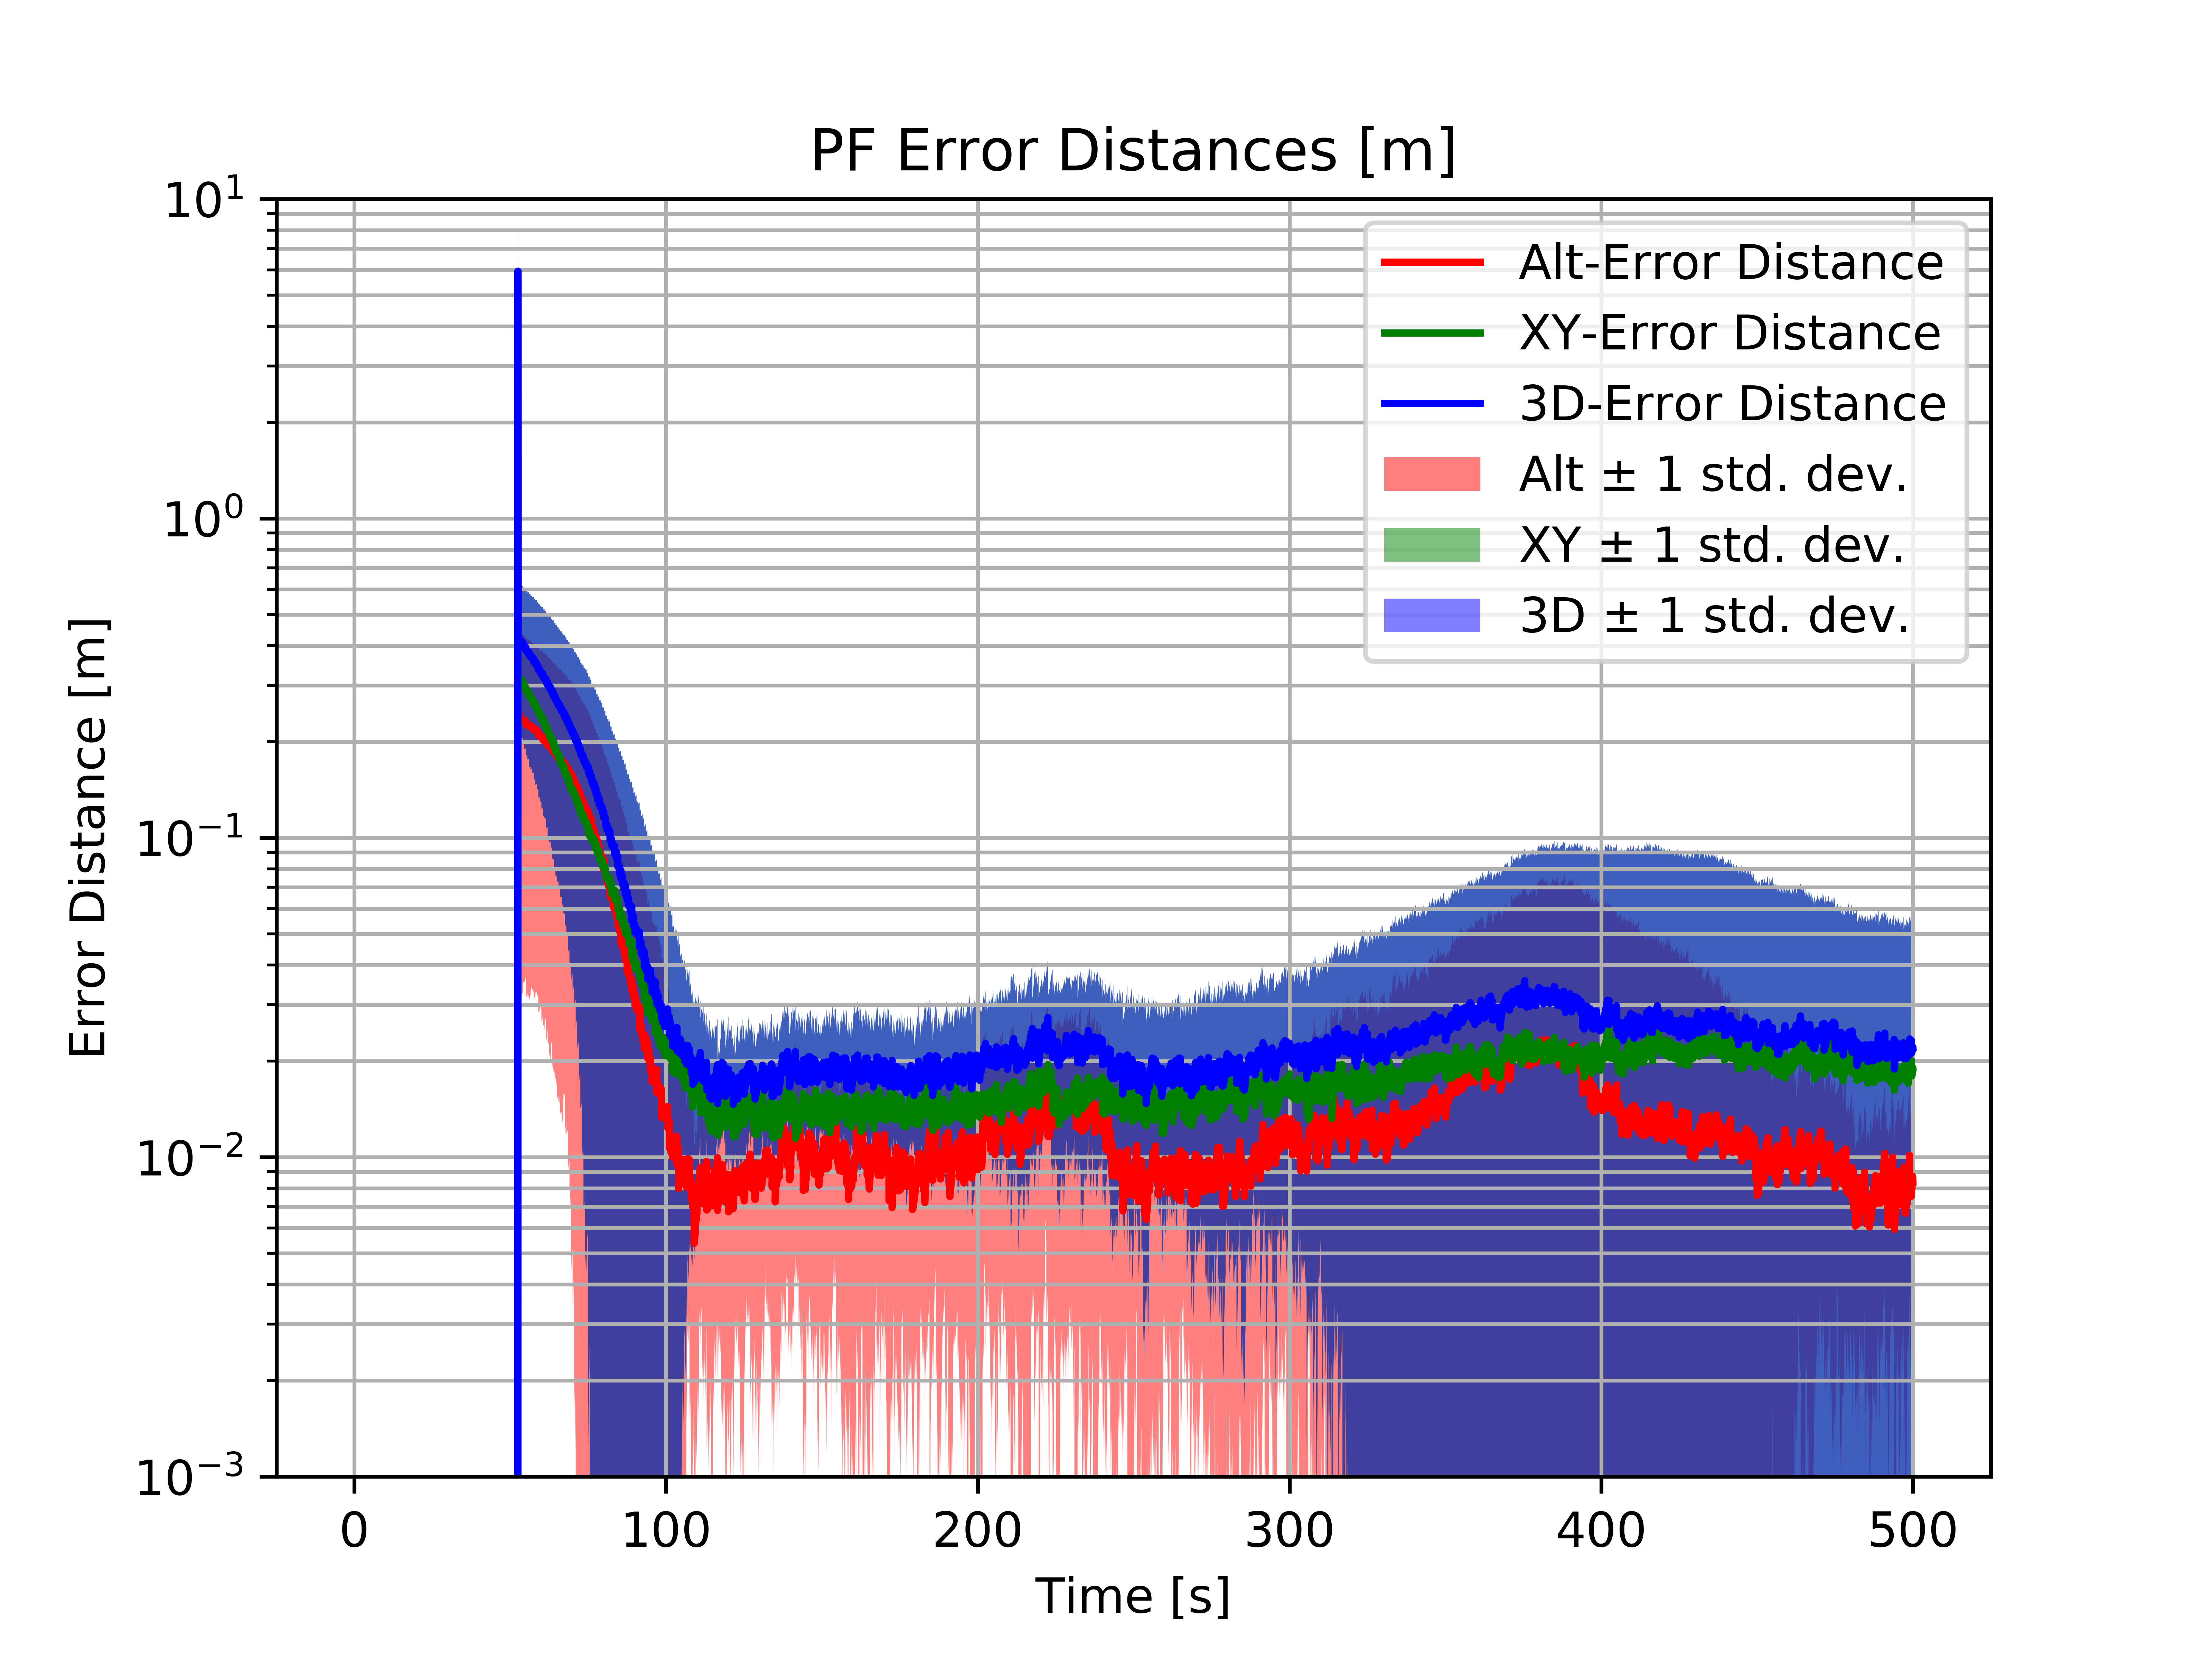 PF Error Distances [m]
Alt-Error Distance
XY-Error Distance
3D-Error Distance
Alt ± 1 std. dev.
XY ± 1 std. dev.
3D ± 1 std. dev.
Error Distance [m]
10¹
10⁰
10⁻¹
10⁻²
10⁻³
0 100 200 300 400 500
Time [s]